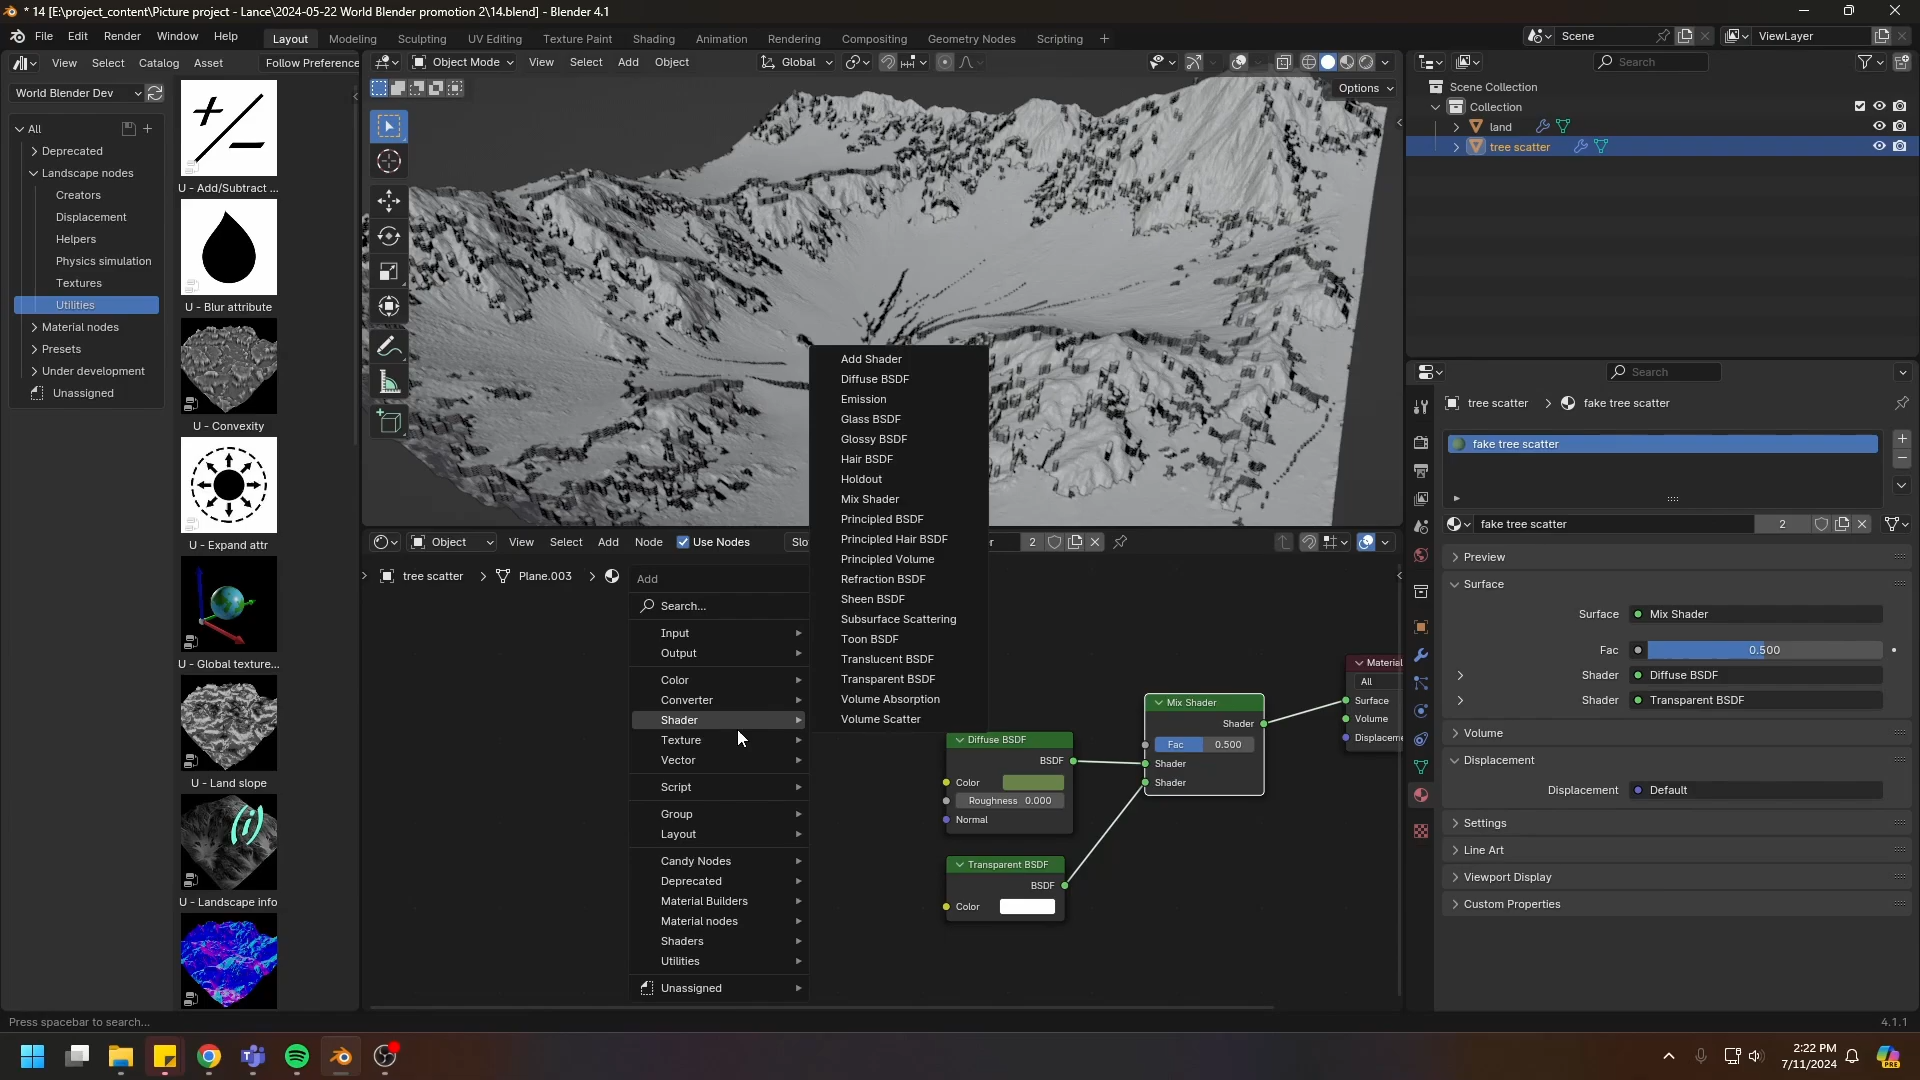 * 14 [E:\project_content\Picture project - Lance\2024-05-22 World Blender promotion 2\14.blend] - Blender 4.1
File Edit Render Window Help
Layout Modeling Sculpting UV Editing Texture Paint Shading Animation Rendering Compositing Geometry Nodes Scripting +
Scene
ViewLayer
View Select Catalog Asset Follow Preference
Object Mode View Select Add Object Global
Search
World Blender Dev
Options
All
Deprecated
Landscape nodes
Creators
Displacement
Helpers
Physics simulation
Textures
Utilities
Material nodes
Presets
Under development
Unassigned
U - Add/Subtract ...
U - Blur attribute
U - Convexity
U - Expand attr
U - Global texture...
U - Land slope
U - Landscape info
Scene Collection
Collection
land
tree scatter
Add Shader
Diffuse BSDF
Emission
Glass BSDF
Glossy BSDF
Hair BSDF
Holdout
Mix Shader
Principled BSDF
Principled Hair BSDF
Principled Volume
Refraction BSDF
Sheen BSDF
Subsurface Scattering
Toon BSDF
Translucent BSDF
Transparent BSDF
Volume Absorption
Volume Scatter
Object View Select Add Node Use Nodes Slo
r 2
tree scatter > Plane.003 >
Add
Search...
Input
Output
Color
Converter
Shader
Texture
Vector
Script
Group
Layout
Candy Nodes
Deprecated
Material Builders
Material nodes
Shaders
Utilities
Unassigned
Diffuse BSDF
BSDF
Color
Roughness 0.000
Normal
Transparent BSDF
BSDF
Color
Mix Shader
Shader
Fac 0.500
Shader
Shader
Material
All
Surface
Volume
Displaceme
Search
tree scatter > fake tree scatter
fake tree scatter
fake tree scatter 2
Preview
Surface
Surface Mix Shader
Fac 0.500
Shader Diffuse BSDF
Shader Transparent BSDF
Volume
Displacement
Displacement Default
Settings
Line Art
Viewport Display
Custom Properties
Press spacebar to search...
4.1.1
2:22 PM
7/11/2024
PRE